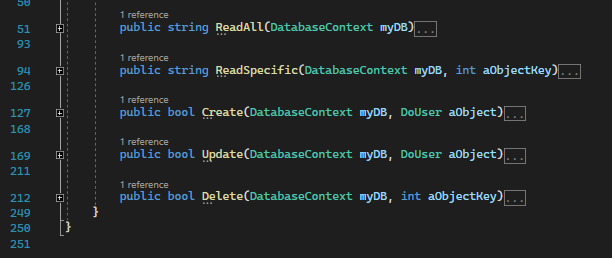 50
1 reference
51 public string ReadAll(DatabaseContext myDB)...
93
1 reference
94 public string ReadSpecific(DatabaseContext myDB, int aObjectKey)...
126
1 reference
127 public bool Create(DatabaseContext myDB, DoUser aObject)...
168
1 reference
169 public bool Update(DatabaseContext myDB, DoUser aObject)...
211
1 reference
212 public bool Delete(DatabaseContext myDB, int aObjectKey)...
249 }
250 }
251